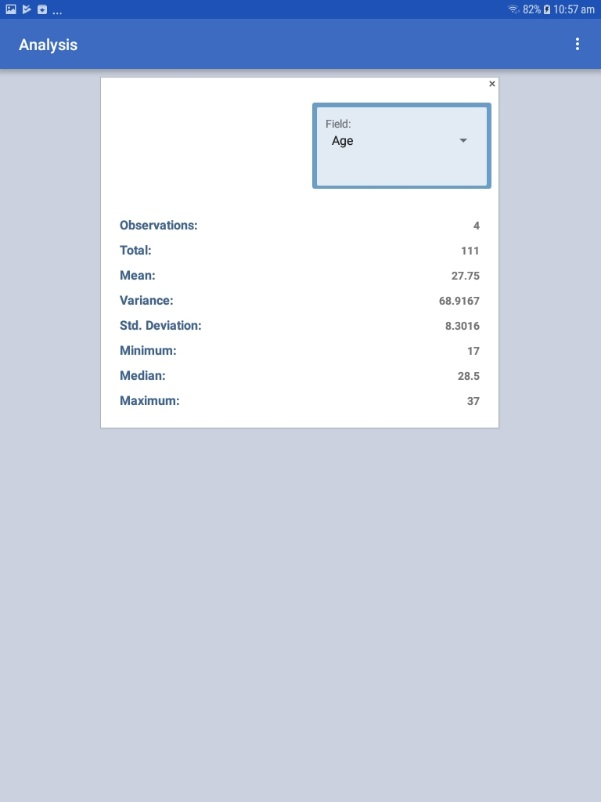 ... 82% 10:57 am
Analysis
×
Field:
Age
Observations: 4
Total: 111
Mean: 27.75
Variance: 68.9167
Std. Deviation: 8.3016
Minimum: 17
Median: 28.5
Maximum: 37